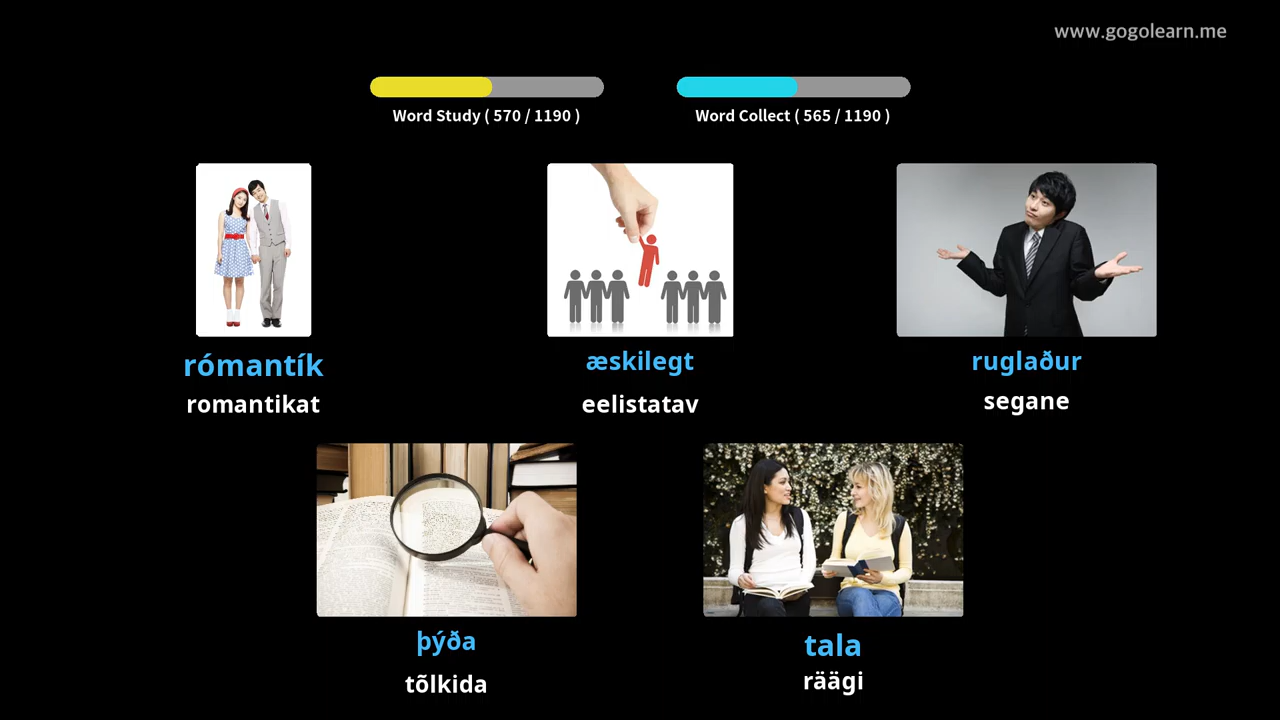 www.gogolearn.me
Word Study ( 570 / 1190 )
Word Collect ( 565 / 1190 )
rómantík
romantikat
æskilegt
eelistatav
ruglaður
segane
þýða
tõlkida
tala
räägi